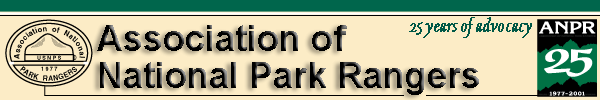 Association of National
USNPS
1977
PARK RANGERS
Association of
National Park Rangers
25 years of advocacy
ANPR
25
1977-2001